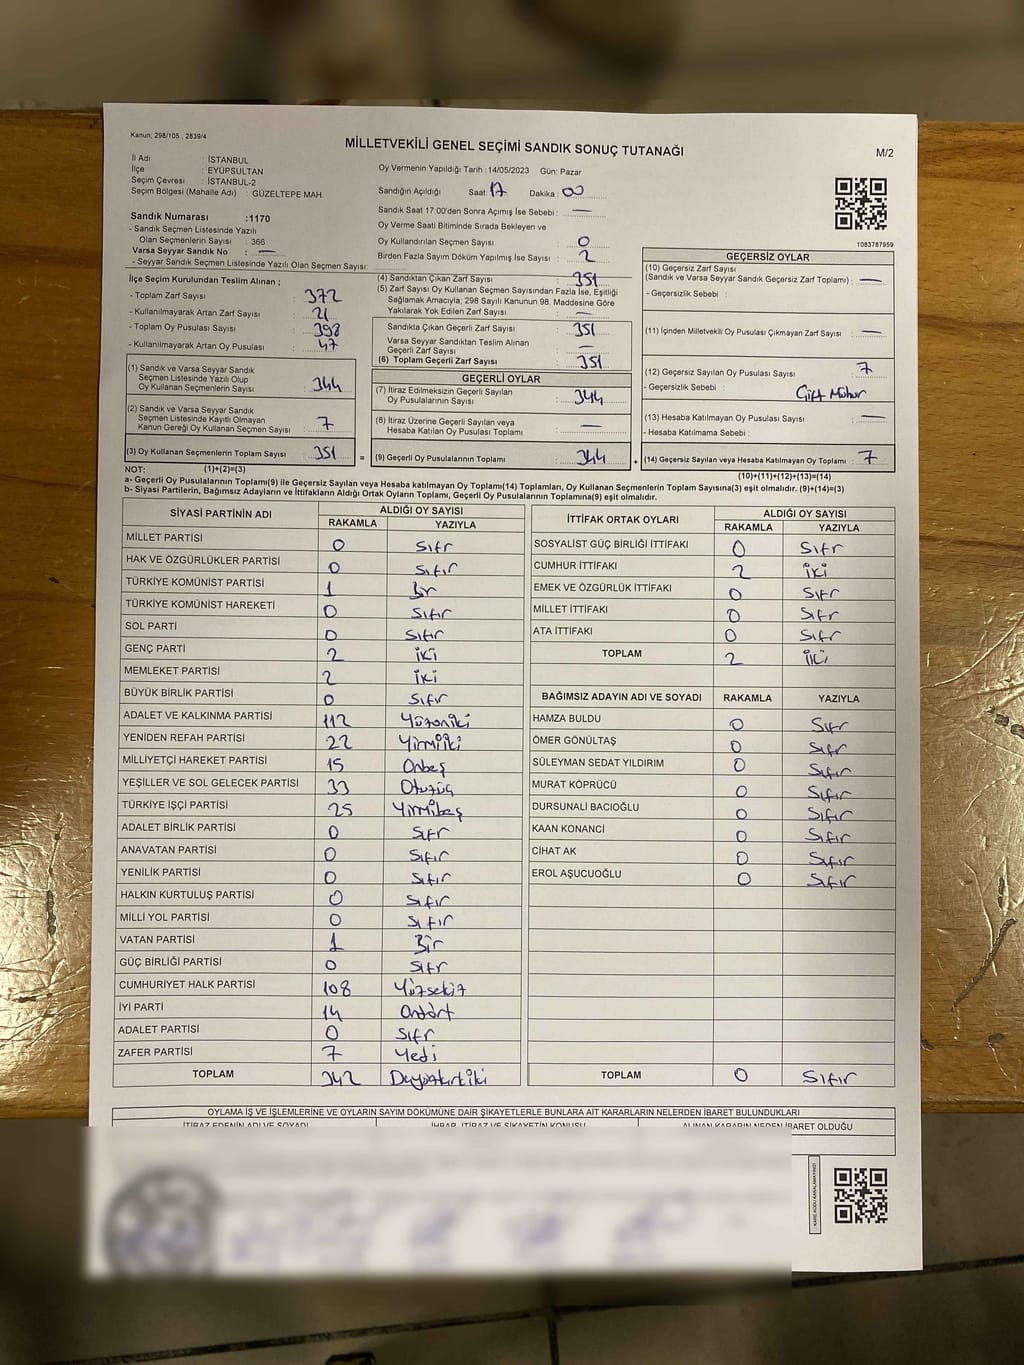 Kanun; 298/105 , 2839/4
MİLLETVEKİLİ GENEL SEÇİMİ SANDIK SONUÇ TUTANAĞI
M/2
İl Adı : İSTANBUL
İlçe : EYÜPSULTAN
Seçim Çevresi : İSTANBUL-2
Seçim Bölgesi (Mahalle Adı) : GÜZELTEPE MAH.
Sandık Numarası :1170
- Sandık Seçmen Listesinde Yazılı
Olan Seçmenlerin Sayısı : 366
Varsa Seyyar Sandık No : —
- Seyyar Sandık Seçmen Listesinde Yazılı Olan Seçmen Sayısı:
İlçe Seçim Kurulundan Teslim Alınan ;
- Toplam Zarf Sayısı : 372
- Kullanılmayarak Artan Zarf Sayısı : 21
- Toplam Oy Pusulası Sayısı : 398
- Kullanılmayarak Artan Oy Pusulası : 47
(1) Sandık ve Varsa Seyyar Sandık
Seçmen Listesinde Yazılı Olup
Oy Kullanan Seçmenlerin Sayısı : 344
(2) Sandık ve Varsa Seyyar Sandık
Seçmen Listesinde Kayıtlı Olmayan
Kanun Gereği Oy Kullanan Seçmen Sayısı : 7
(3) Oy Kullanan Seçmenlerin Toplam Sayısı : 351 =
Oy Vermenin Yapıldığı Tarih :14/05/2023 Gün: Pazar
Sandığın Açıldığı Saat: 17 Dakika : 00
Sandık Saat 17:00'den Sonra Açımış İse Sebebi : —
Oy Verme Saati Bitiminde Sırada Bekleyen ve
Oy Kullandırılan Seçmen Sayısı : 0
Birden Fazla Sayım Döküm Yapılmış İse Sayısı : 2
(4) Sandıktan Çıkan Zarf Sayısı : 351
(5) Zarf Sayısı Oy Kullanan Seçmen Sayısından Fazla İse, Eşitliği
Sağlamak Amacıyla; 298 Sayılı Kanunun 98. Maddesine Göre
Yakılarak Yok Edilen Zarf Sayısı : —
Sandıkta Çıkan Geçerli Zarf Sayısı : 351
Varsa Seyyar Sandıktan Teslim Alınan
Geçerli Zarf Sayısı : —
(6) Toplam Geçerli Zarf Sayısı : 351
GEÇERLİ OYLAR
(7) İtiraz Edilmeksizin Geçerli Sayılan
Oy Pusulalarının Sayısı : 344
(8) İtiraz Üzerine Geçerli Sayılan veya
Hesaba Katılan Oy Pusulası Toplamı : —
(9) Geçerli Oy Pusulalarının Toplamı : 344 +
1083787959
GEÇERSİZ OYLAR
(10) Geçersiz Zarf Sayısı
(Sandık ve Varsa Seyyar Sandık Geçersiz Zarf Toplamı) : —
- Geçersizlik Sebebi :
(11) İçinden Milletvekili Oy Pusulası Çıkmayan Zarf Sayısı : —
(12) Geçersiz Sayılan Oy Pusulası Sayısı : 7
- Geçersizlik Sebebi : Çift Mühür
(13) Hesaba Katılmayan Oy Pusulası Sayısı : —
- Hesaba Katılmama Sebebi :
(14) Geçersiz Sayılan veya Hesaba Katılmayan Oy Toplamı : 7
NOT: (1)+(2)=(3) (10)+(11)+(12)+(13)=(14)
a- Geçerli Oy Pusulalarının Toplamı(9) ile Geçersiz Sayılan veya Hesaba katılmayan Oy Toplamı(14) Toplamları, Oy Kullanan Seçmenlerin Toplam Sayısına(3) eşit olmalıdır. (9)+(14)=(3)
b- Siyasi Partilerin, Bağımsız Adayların ve İttifakların Aldığı Ortak Oyların Toplamı, Geçerli Oy Pusulalarının Toplamına(9) eşit olmalıdır.
SİYASİ PARTİNİN ADI ALDIĞI OY SAYISI
RAKAMLA YAZIYLA
MİLLET PARTİSİ 0 Sıfır
HAK VE ÖZGÜRLÜKLER PARTİSİ 0 Sıfır
TÜRKİYE KOMÜNİST PARTİSİ 1 Bir
TÜRKİYE KOMÜNİST HAREKETİ 0 Sıfır
SOL PARTİ 0 Sıfır
GENÇ PARTİ 2 iki
MEMLEKET PARTİSİ 2 iki
BÜYÜK BİRLİK PARTİSİ 0 Sıfır
ADALET VE KALKINMA PARTİSİ 112 Yüzoniki
YENİDEN REFAH PARTİSİ 22 Yirmiiki
MİLLİYETÇİ HAREKET PARTİSİ 15 Onbeş
YEŞİLLER VE SOL GELECEK PARTİSİ 33 Otuzüç
TÜRKİYE İŞÇİ PARTİSİ 25 Yirmibeş
ADALET BİRLİK PARTİSİ 0 Sıfr
ANAVATAN PARTİSİ 0 Sıfır
YENİLİK PARTİSİ 0 Sıfır
HALKIN KURTULUŞ PARTİSİ 0 Sıfır
MİLLİ YOL PARTİSİ 0 Sıfır
VATAN PARTİSİ 1 Bir
GÜÇ BİRLİĞİ PARTİSİ 0 Sıfr
CUMHURİYET HALK PARTİSİ 108 Yüzsekiz
İYİ PARTİ 14 Ondört
ADALET PARTİSİ 0 Sıfr
ZAFER PARTİSİ 7 Yedi
TOPLAM 342
İTTİFAK ORTAK OYLARI ALDIĞI OY SAYISI
RAKAMLA YAZIYLA
SOSYALİST GÜÇ BİRLİĞİ İTTİFAKI 0 Sıfr
CUMHUR İTTİFAKI 2 iki
EMEK VE ÖZGÜRLÜK İTTİFAKI 0 Sıfr
MİLLET İTTİFAKI 0 Sıfr
ATA İTTİFAKI 0 Sıfr
TOPLAM 2 iki
BAĞIMSIZ ADAYIN ADI VE SOYADI RAKAMLA YAZIYLA
HAMZA BULDU 0 Sıfr
ÖMER GÖNÜLTAŞ 0 Sıfır
SÜLEYMAN SEDAT YILDIRIM 0 Sıfır
MURAT KÖPRÜCÜ 0 Sıfır
DURSUNALİ BACIOĞLU 0 Sıfır
KAAN KONANCİ 0 Sıfır
CİHAT AK 0 Sıfır
EROL AŞUCUOĞLU 0 Sıfır
TOPLAM 0 Sıfır
OYLAMA İŞ VE İŞLEMLERİNE VE OYLARIN SAYIM DÖKÜMÜNE DAİR ŞİKAYETLERLE BUNLARA AİT KARARLARIN NELERDEN İBARET BULUNDUKLARI
İTİRAZ EDENİN ADI VE SOYADI İHBAR, İTİRAZ VE ŞİKAYETİN KONUSU ALINAN KARARIN NEDEN İBARET OLDUĞU